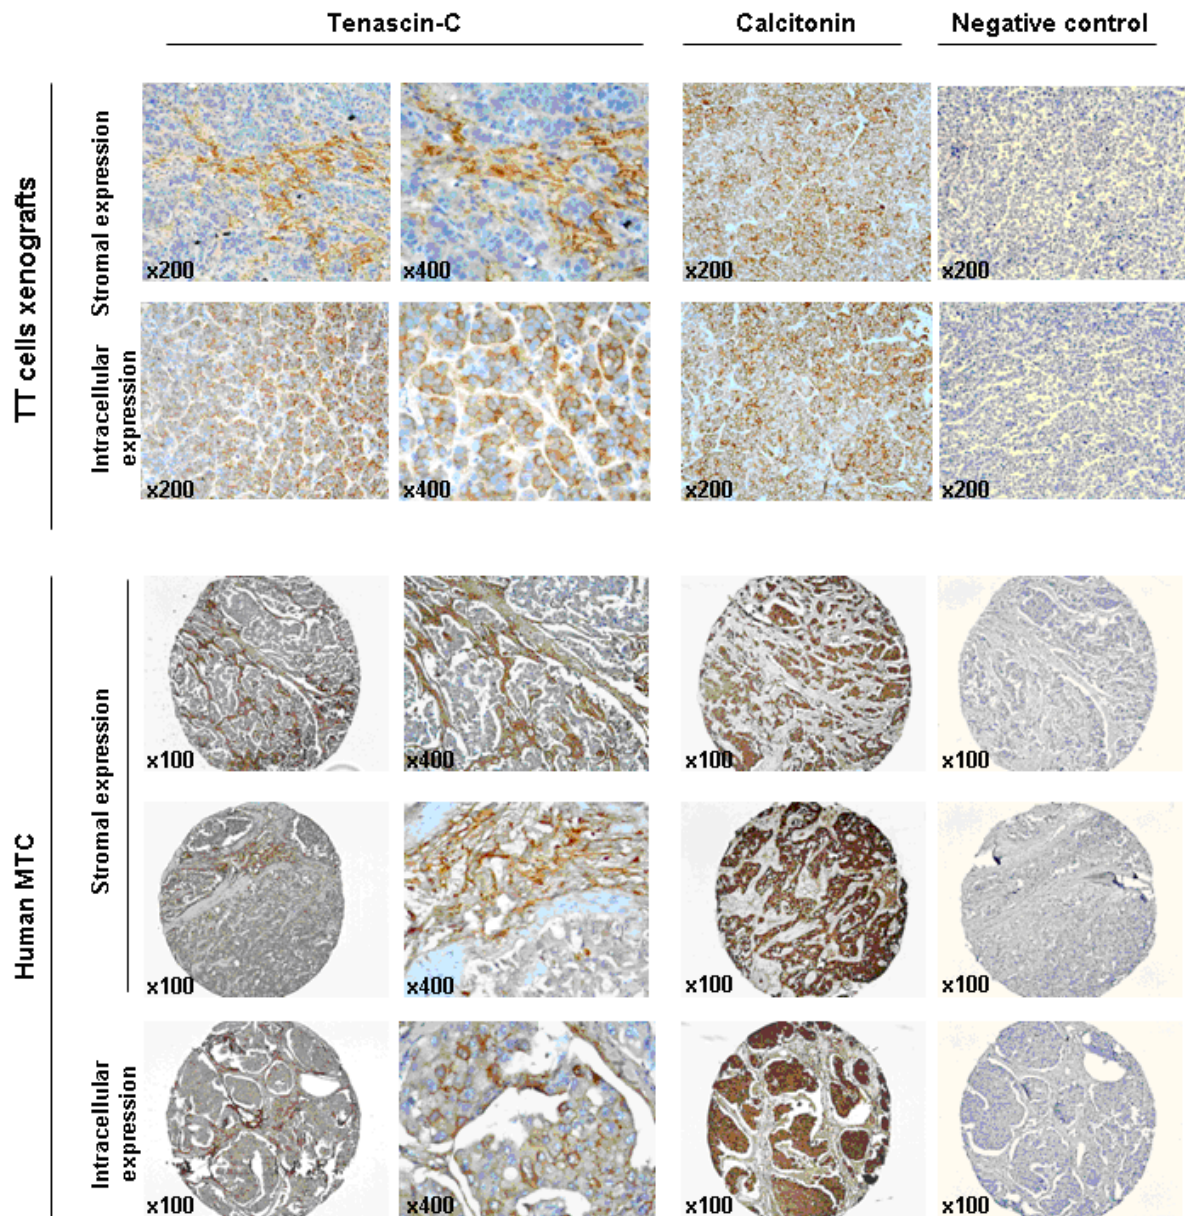 Tenascin-C Calcitonin Negative control
TT cells xenografts
Stromal expression
x200 x400 x200 x200
Intracellular
expression
x200 x400 x200 x200
Human MTC
Stromal expression
x100 x400 x100 x100
x100 x400 x100 x100
Intracellular
expression
x100 x400 x100 x100